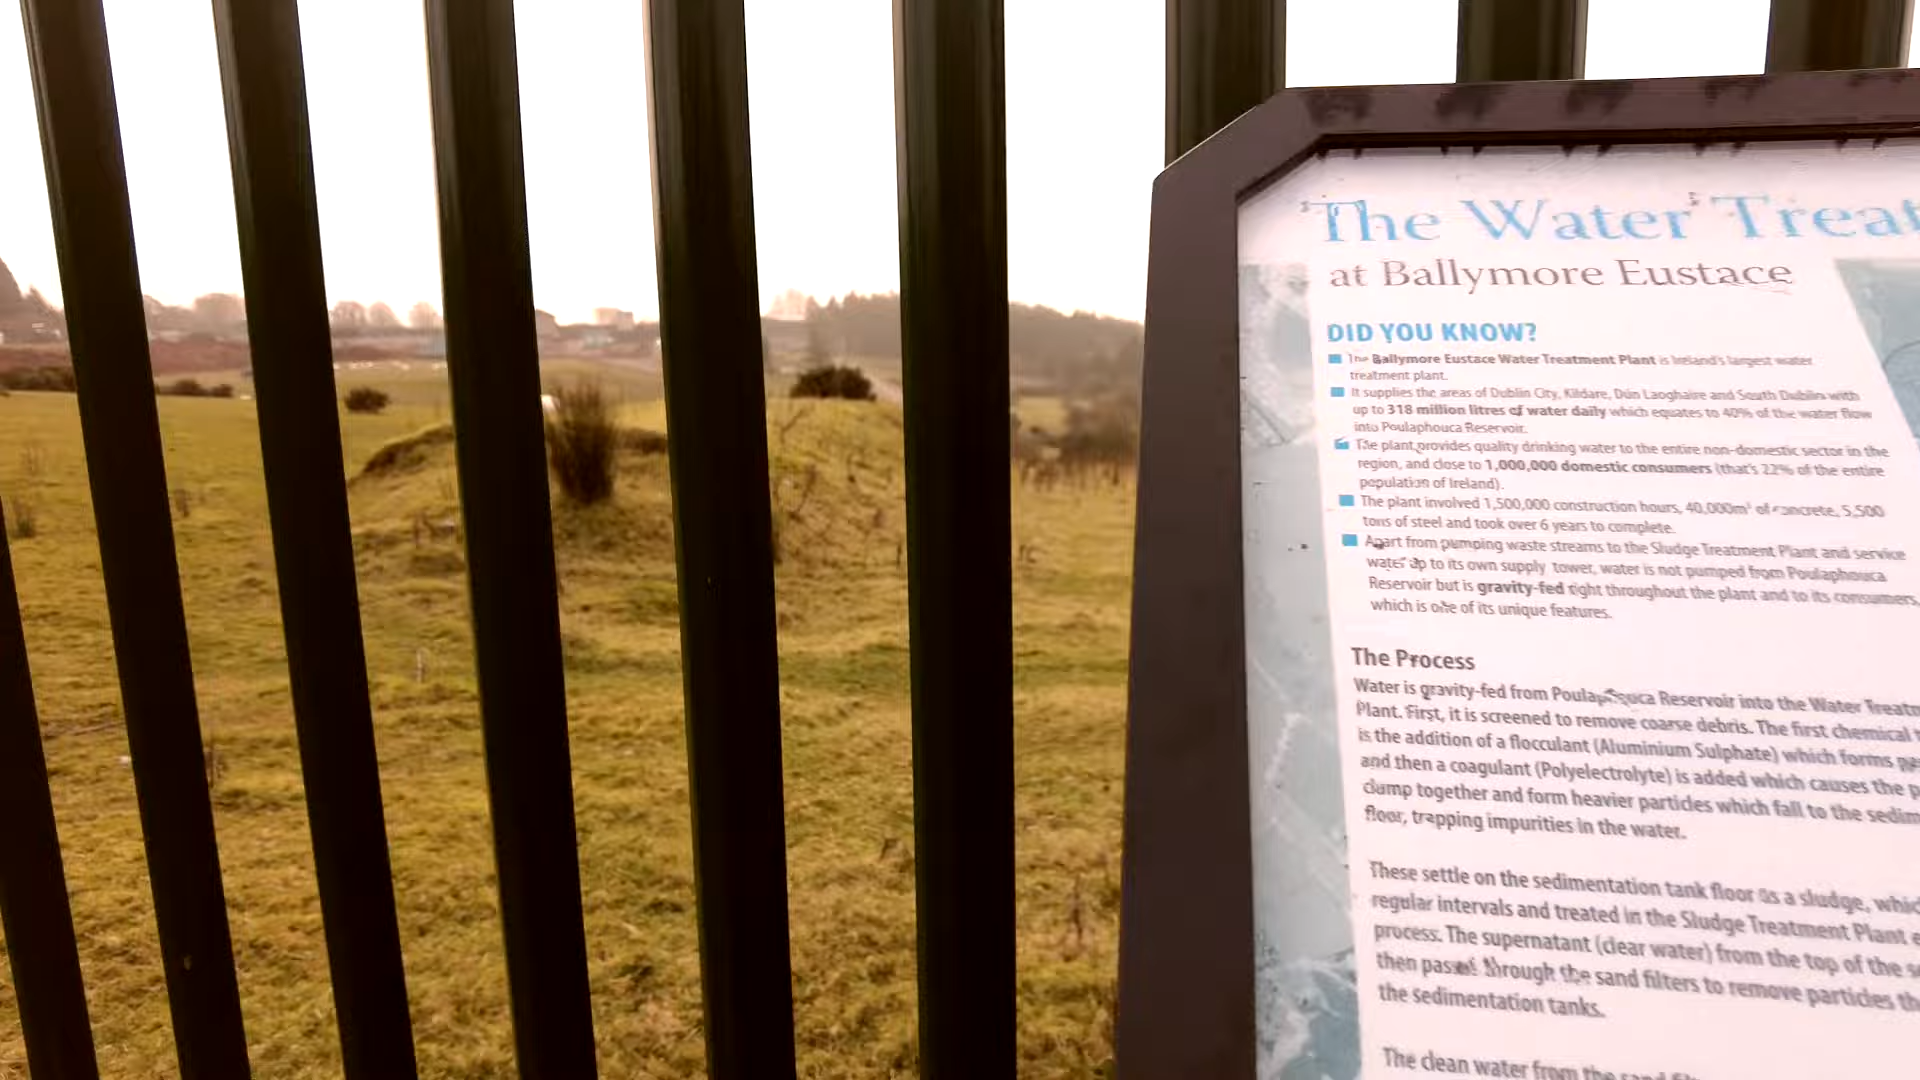 The Water Treat
at Ballymore Eustace
DID YOU KNOW?
The Ballymore Eustace Water Treatment Plant is Ireland's largest water
treatment plant.
It supplies the areas of Dublin City, Kildare, Dún Laoghaire and South Dublin with
up to 318 million litres of water daily which equates to 40% of the water flow
into Poulaphouca Reservoir.
The plant provides quality drinking water to the entire non-domestic sector in the
region, and close to 1,000,000 domestic consumers (that's 22% of the entire
population of Ireland).
The plant involved 1,500,000 construction hours, 40,000m³ of concrete, 5,500
tons of steel and took over 6 years to complete.
Apart from pumping waste streams to the Sludge Treatment Plant and service
water up to its own supply tower, water is not pumped from Poulaphouca
Reservoir but is gravity-fed right throughout the plant and to its consumers,
which is one of its unique features.
The Process
Water is gravity-fed from Poulaphouca Reservoir into the Water Treatm
Plant. First, it is screened to remove coarse debris. The first chemical
is the addition of a flocculant (Aluminium Sulphate) which forms
and then a coagulant (Polyelectrolyte) is added which causes the
clump together and form heavier particles which fall to the sedim
floor, trapping impurities in the water.
These settle on the sedimentation tank floor as a sludge, whic
regular intervals and treated in the Sludge Treatment Plant
process. The supernatant (clear water) from the top of the
then passes through the sand filters to remove particles
the sedimentation tanks.
The clean water from the sand